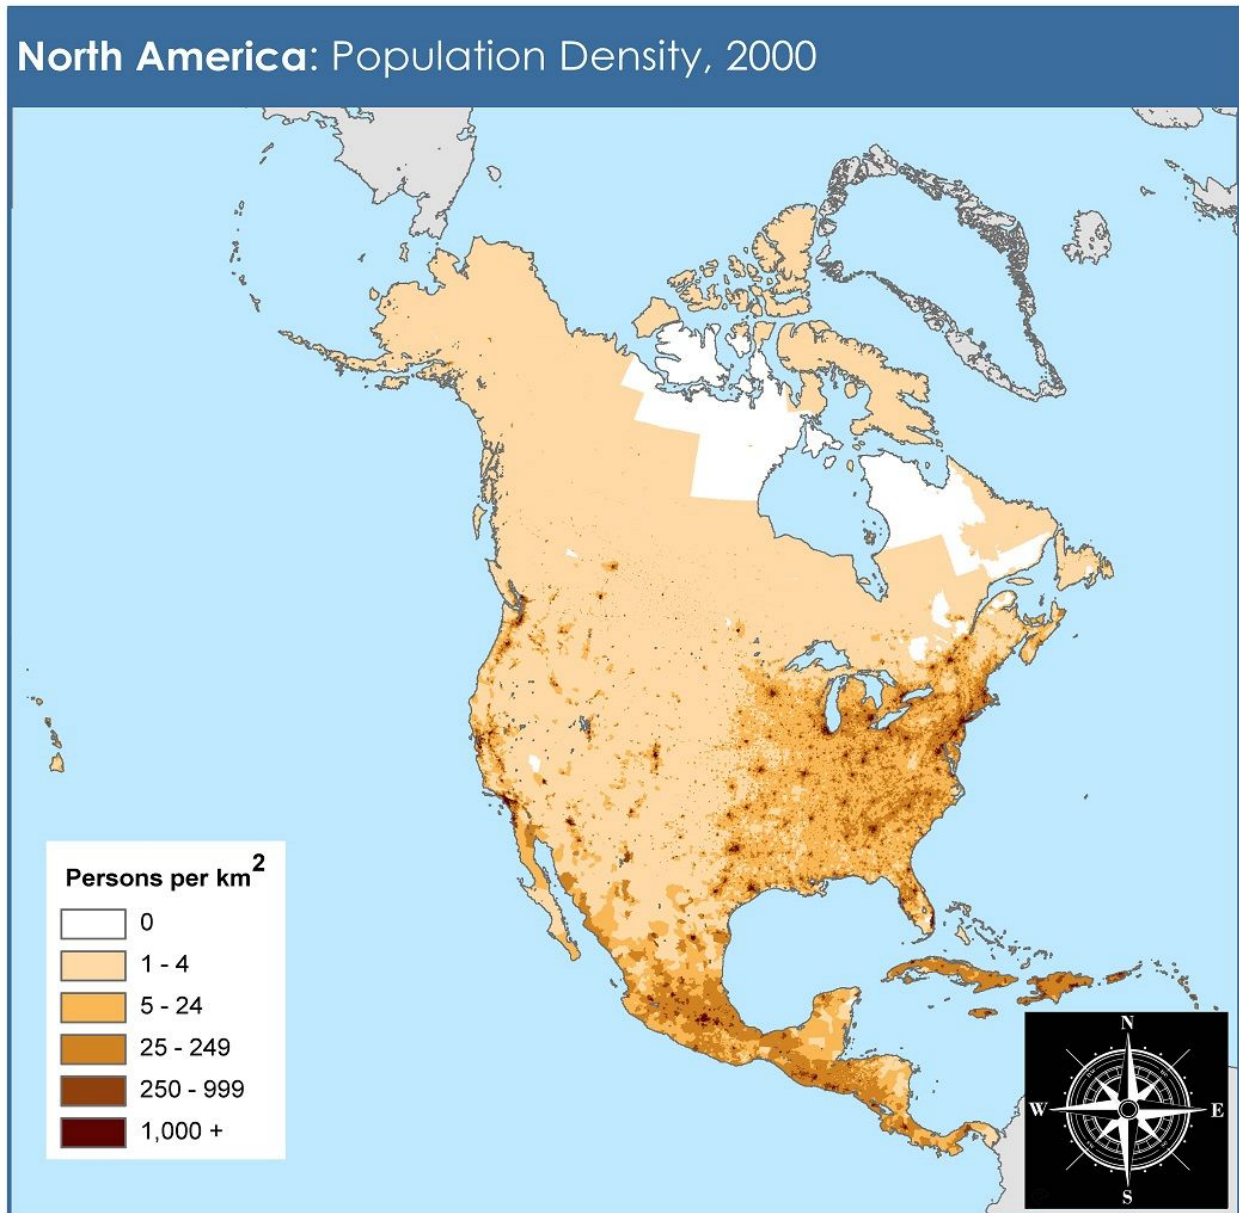 North America: Population Density, 2000
Persons per km²
0
1 - 4
5 - 24
25 - 249
250 - 999
1,000 +
N
W E
S